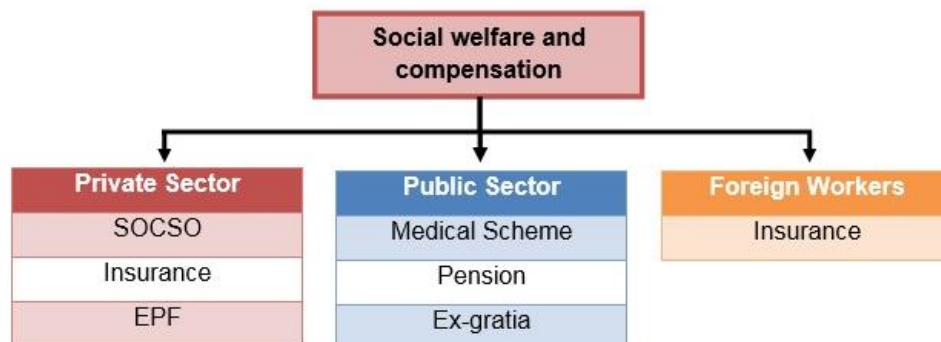 Social welfare and
compensation
Private Sector
SOCSO
Insurance
EPF
Public Sector
Medical Scheme
Pension
Ex-gratia
Foreign Workers
Insurance